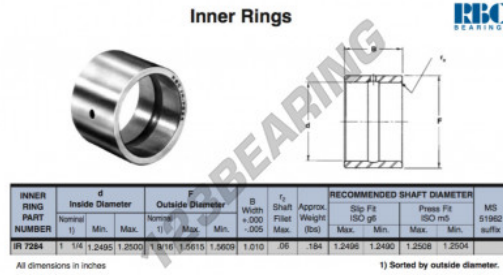 Inner Rings
RBC
BEARINGS
B
r₂
d
F
123BEARING
INNER RING PART NUMBER
d Inside Diameter
F Outside Diameter
B Width +.000 -.005
r₂ Shaft Fillet Max.
Approx. Weight (lbs)
RECOMMENDED SHAFT DIAMETER
Slip Fit ISO g6
Press Fit ISO m5
MS 51962 suffix
Nominal 1) Min. Max. Nominal 1) Max. Min. Max. Min. Max. Min.
IR 7284 1 1/4 1.2495 1.2500 1 9/16 1.5615 1.5609 1.010 .06 .184 1.2496 1.2490 1.2508 1.2504
All dimensions in inches
1) Sorted by outside diameter.